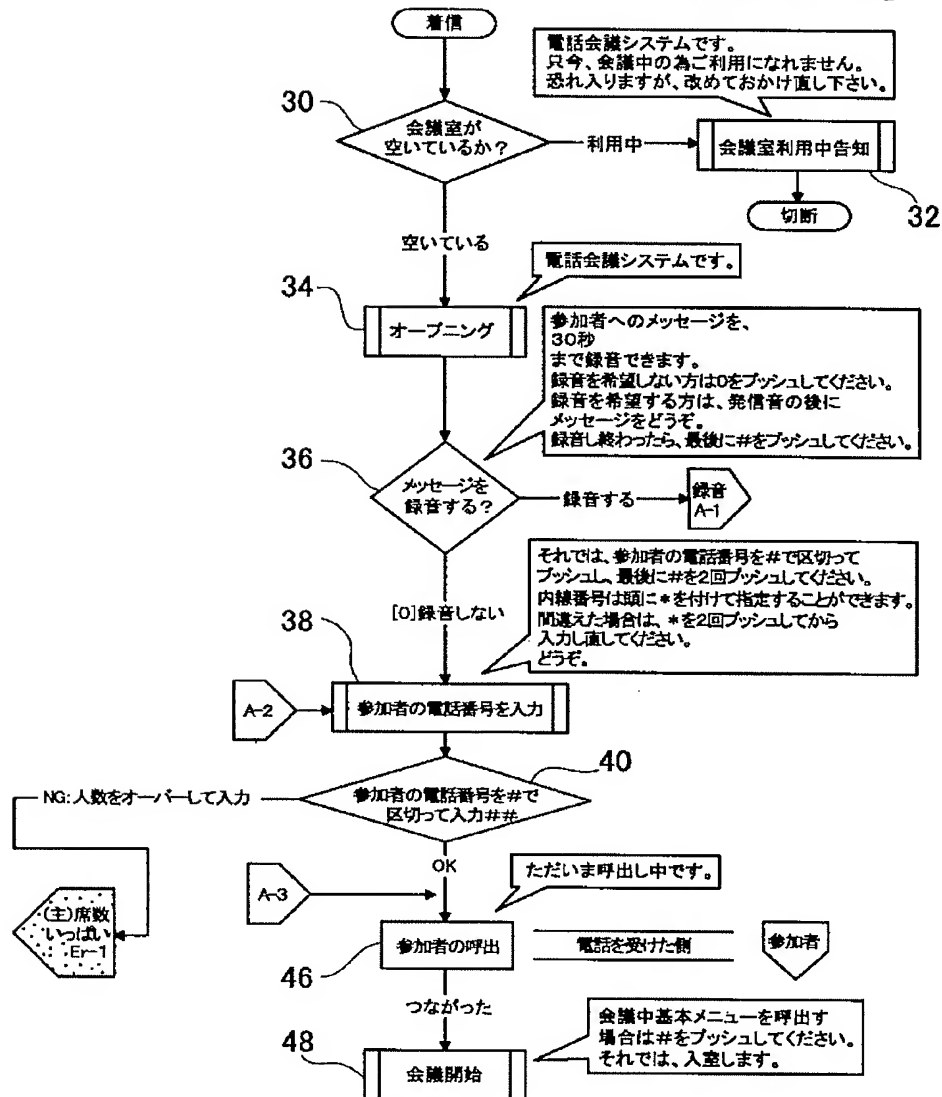 着信
電話会議システムです。
只今、会議中の為ご利用になれません。
恐れ入りますが、改めておかけ直し下さい。
30
会議室が
空いているか?
利用中
会議室利用中告知
32
切断
空いている
電話会議システムです。
34
オープニング
参加者へのメッセージを、
30秒
まで録音できます。
録音を希望しない方は0をプッシュしてください。
録音を希望する方は、発信音の後に
メッセージをどうぞ。
録音し終わったら、最後に#をプッシュしてください。
36
メッセージを
録音する?
録音する
録音
A-1
それでは、参加者の電話番号を#で区切って
プッシュし、最後に#を2回プッシュしてください。
内線番号は頭に*を付けて指定することができます。
間違えた場合は、*を2回プッシュしてから
入力し直してください。
どうぞ。
[0]録音しない
38
A-2
参加者の電話番号を入力
40
NG:人数をオーバーして入力
参加者の電話番号を#で
区切って入力##
OK
A-3
ただいま呼出し中です。
(主)席数
いっぱい
Er-1
参加者の呼出
電話を受けた側
参加者
46
つながった
会議中基本メニューを呼出す
場合は#をプッシュしてください。
それでは、入室します。
48
会議開始